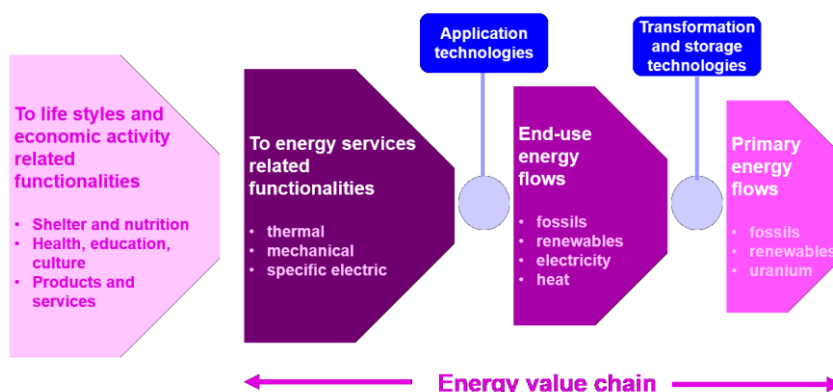 Application
technologies
Transformation
and storage
technologies
To life styles and
economic activity
related
functionalities
• Shelter and nutrition
• Health, education,
culture
• Products and
services
To energy services
related
functionalities
• thermal
• mechanical
• specific electric
End-use
energy
flows
• fossils
• renewables
• electricity
• heat
Primary
energy
flows
• fossils
• renewables
• uranium
Energy value chain